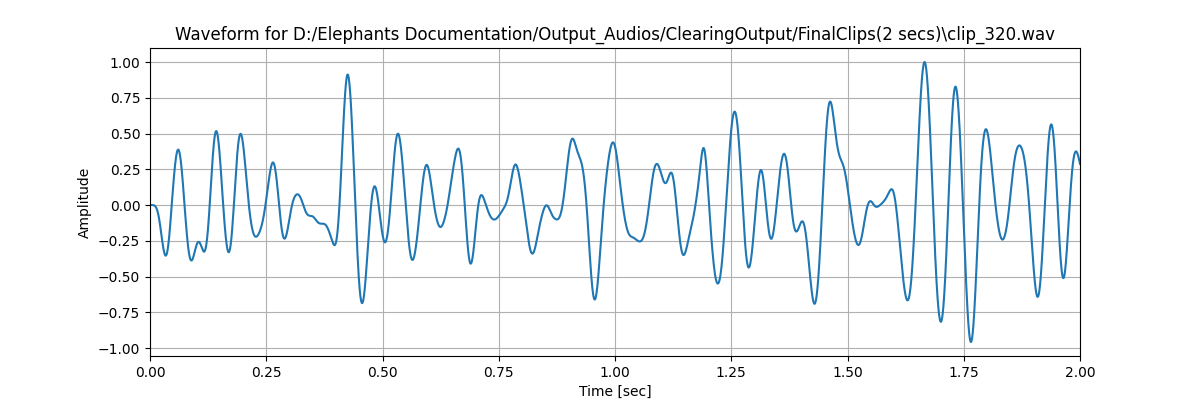 Waveform for D:/Elephants Documentation/Output_Audios/ClearingOutput/FinalClips(2 secs)\clip_320.wav
1.00
0.75
0.50
0.25
0.00
−0.25
−0.50
−0.75
−1.00
Amplitude
0.00 0.25 0.50 0.75 1.00 1.25 1.50 1.75 2.00
Time [sec]